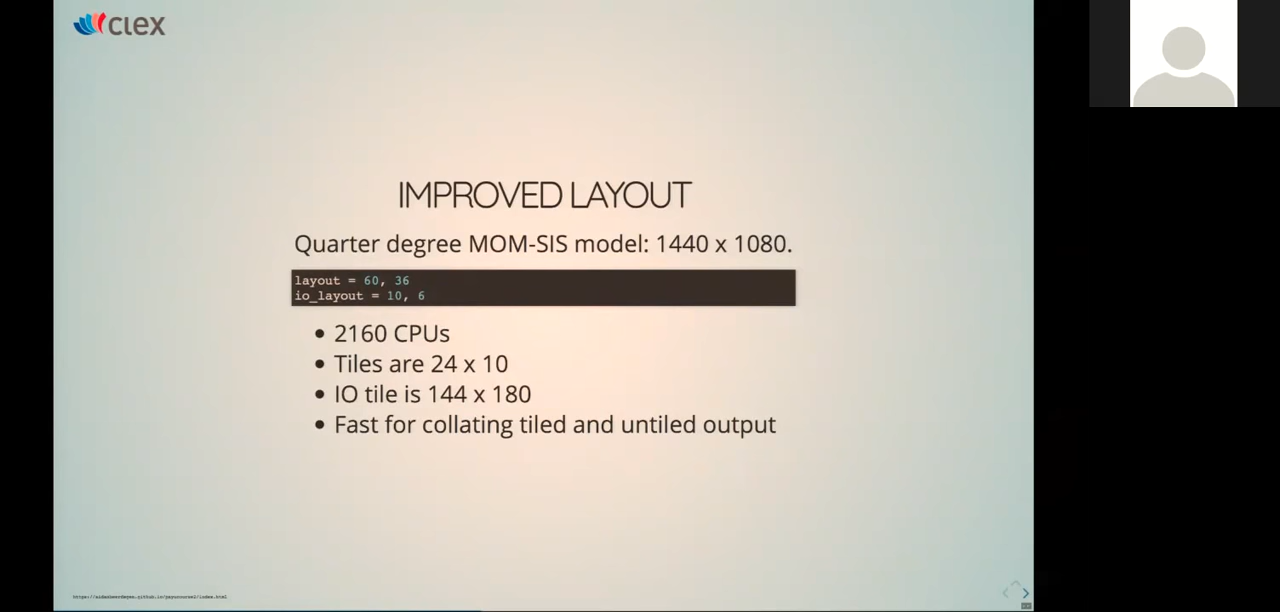 CLEX
IMPROVED LAYOUT
Quarter degree MOM-SIS model: 1440 x 1080.
layout = 60, 36
io_layout = 10, 6
• 2160 CPUs
• Tiles are 24 x 10
• IO tile is 144 x 180
• Fast for collating tiled and untiled output